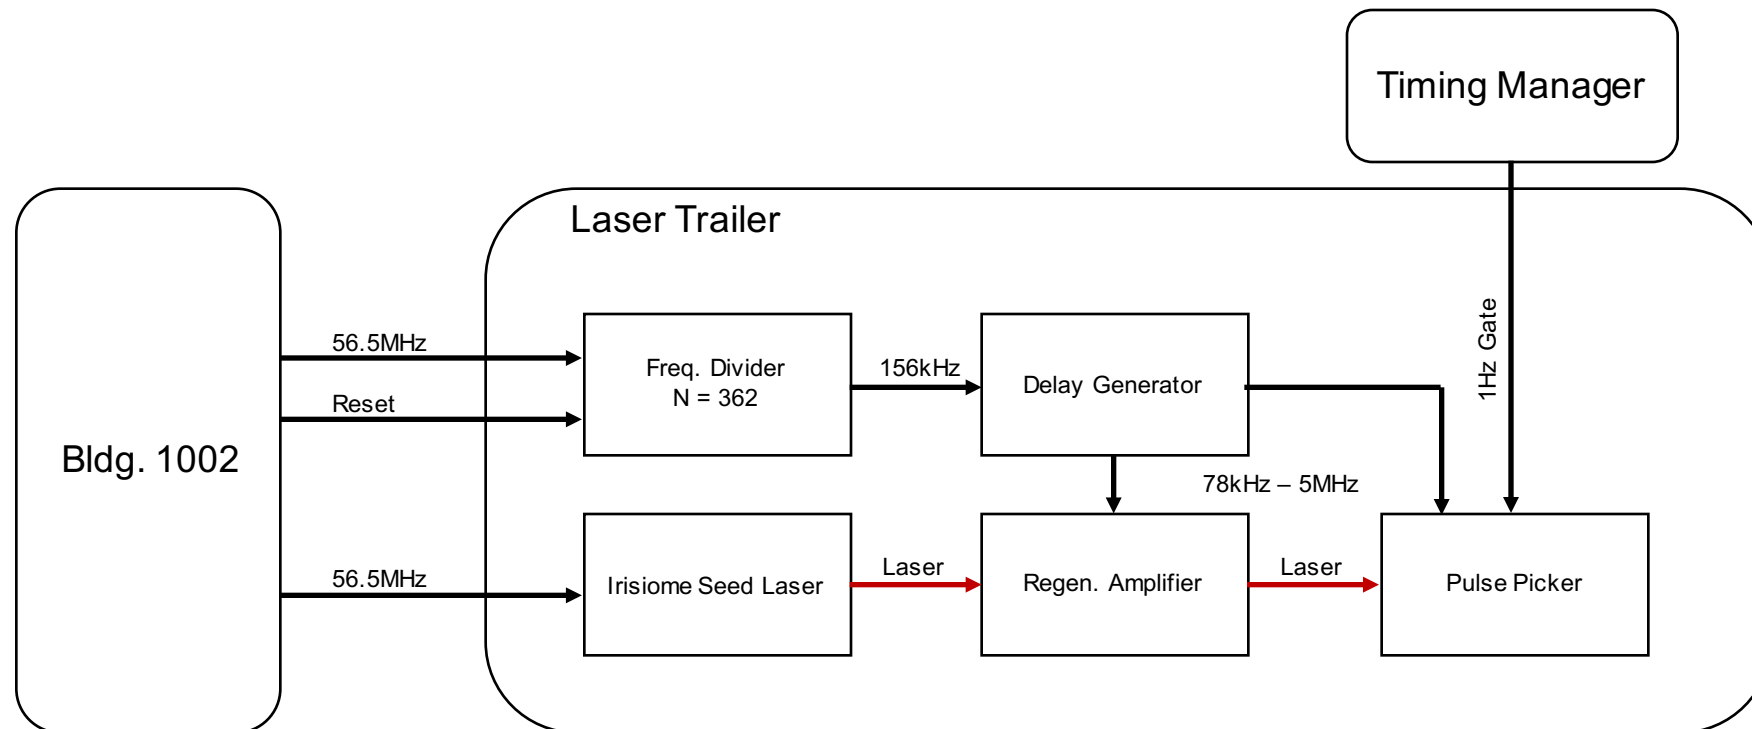 Timing Manager
Laser Trailer
1Hz Gate
56.5MHz
Freq. Divider
N = 362
156kHz
Delay Generator
Reset
Bldg. 1002
78kHz – 5MHz
56.5MHz
Irisiome Seed Laser
Laser
Regen. Amplifier
Laser
Pulse Picker